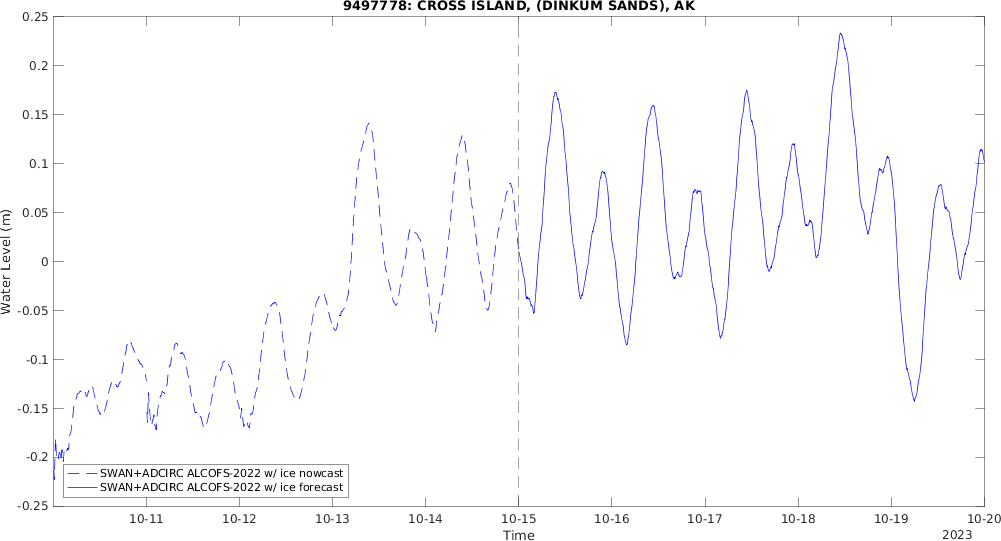 9497778: CROSS ISLAND, (DINKUM SANDS), AK
Water Level (m)
0.25
0.2
0.15
0.1
0.05
0
-0.05
-0.1
-0.15
-0.2
-0.25
SWAN+ADCIRC ALCOFS-2022 w/ ice nowcast
SWAN+ADCIRC ALCOFS-2022 w/ ice forecast
10-11 10-12 10-13 10-14 10-15 10-16 10-17 10-18 10-19 10-20
Time
2023